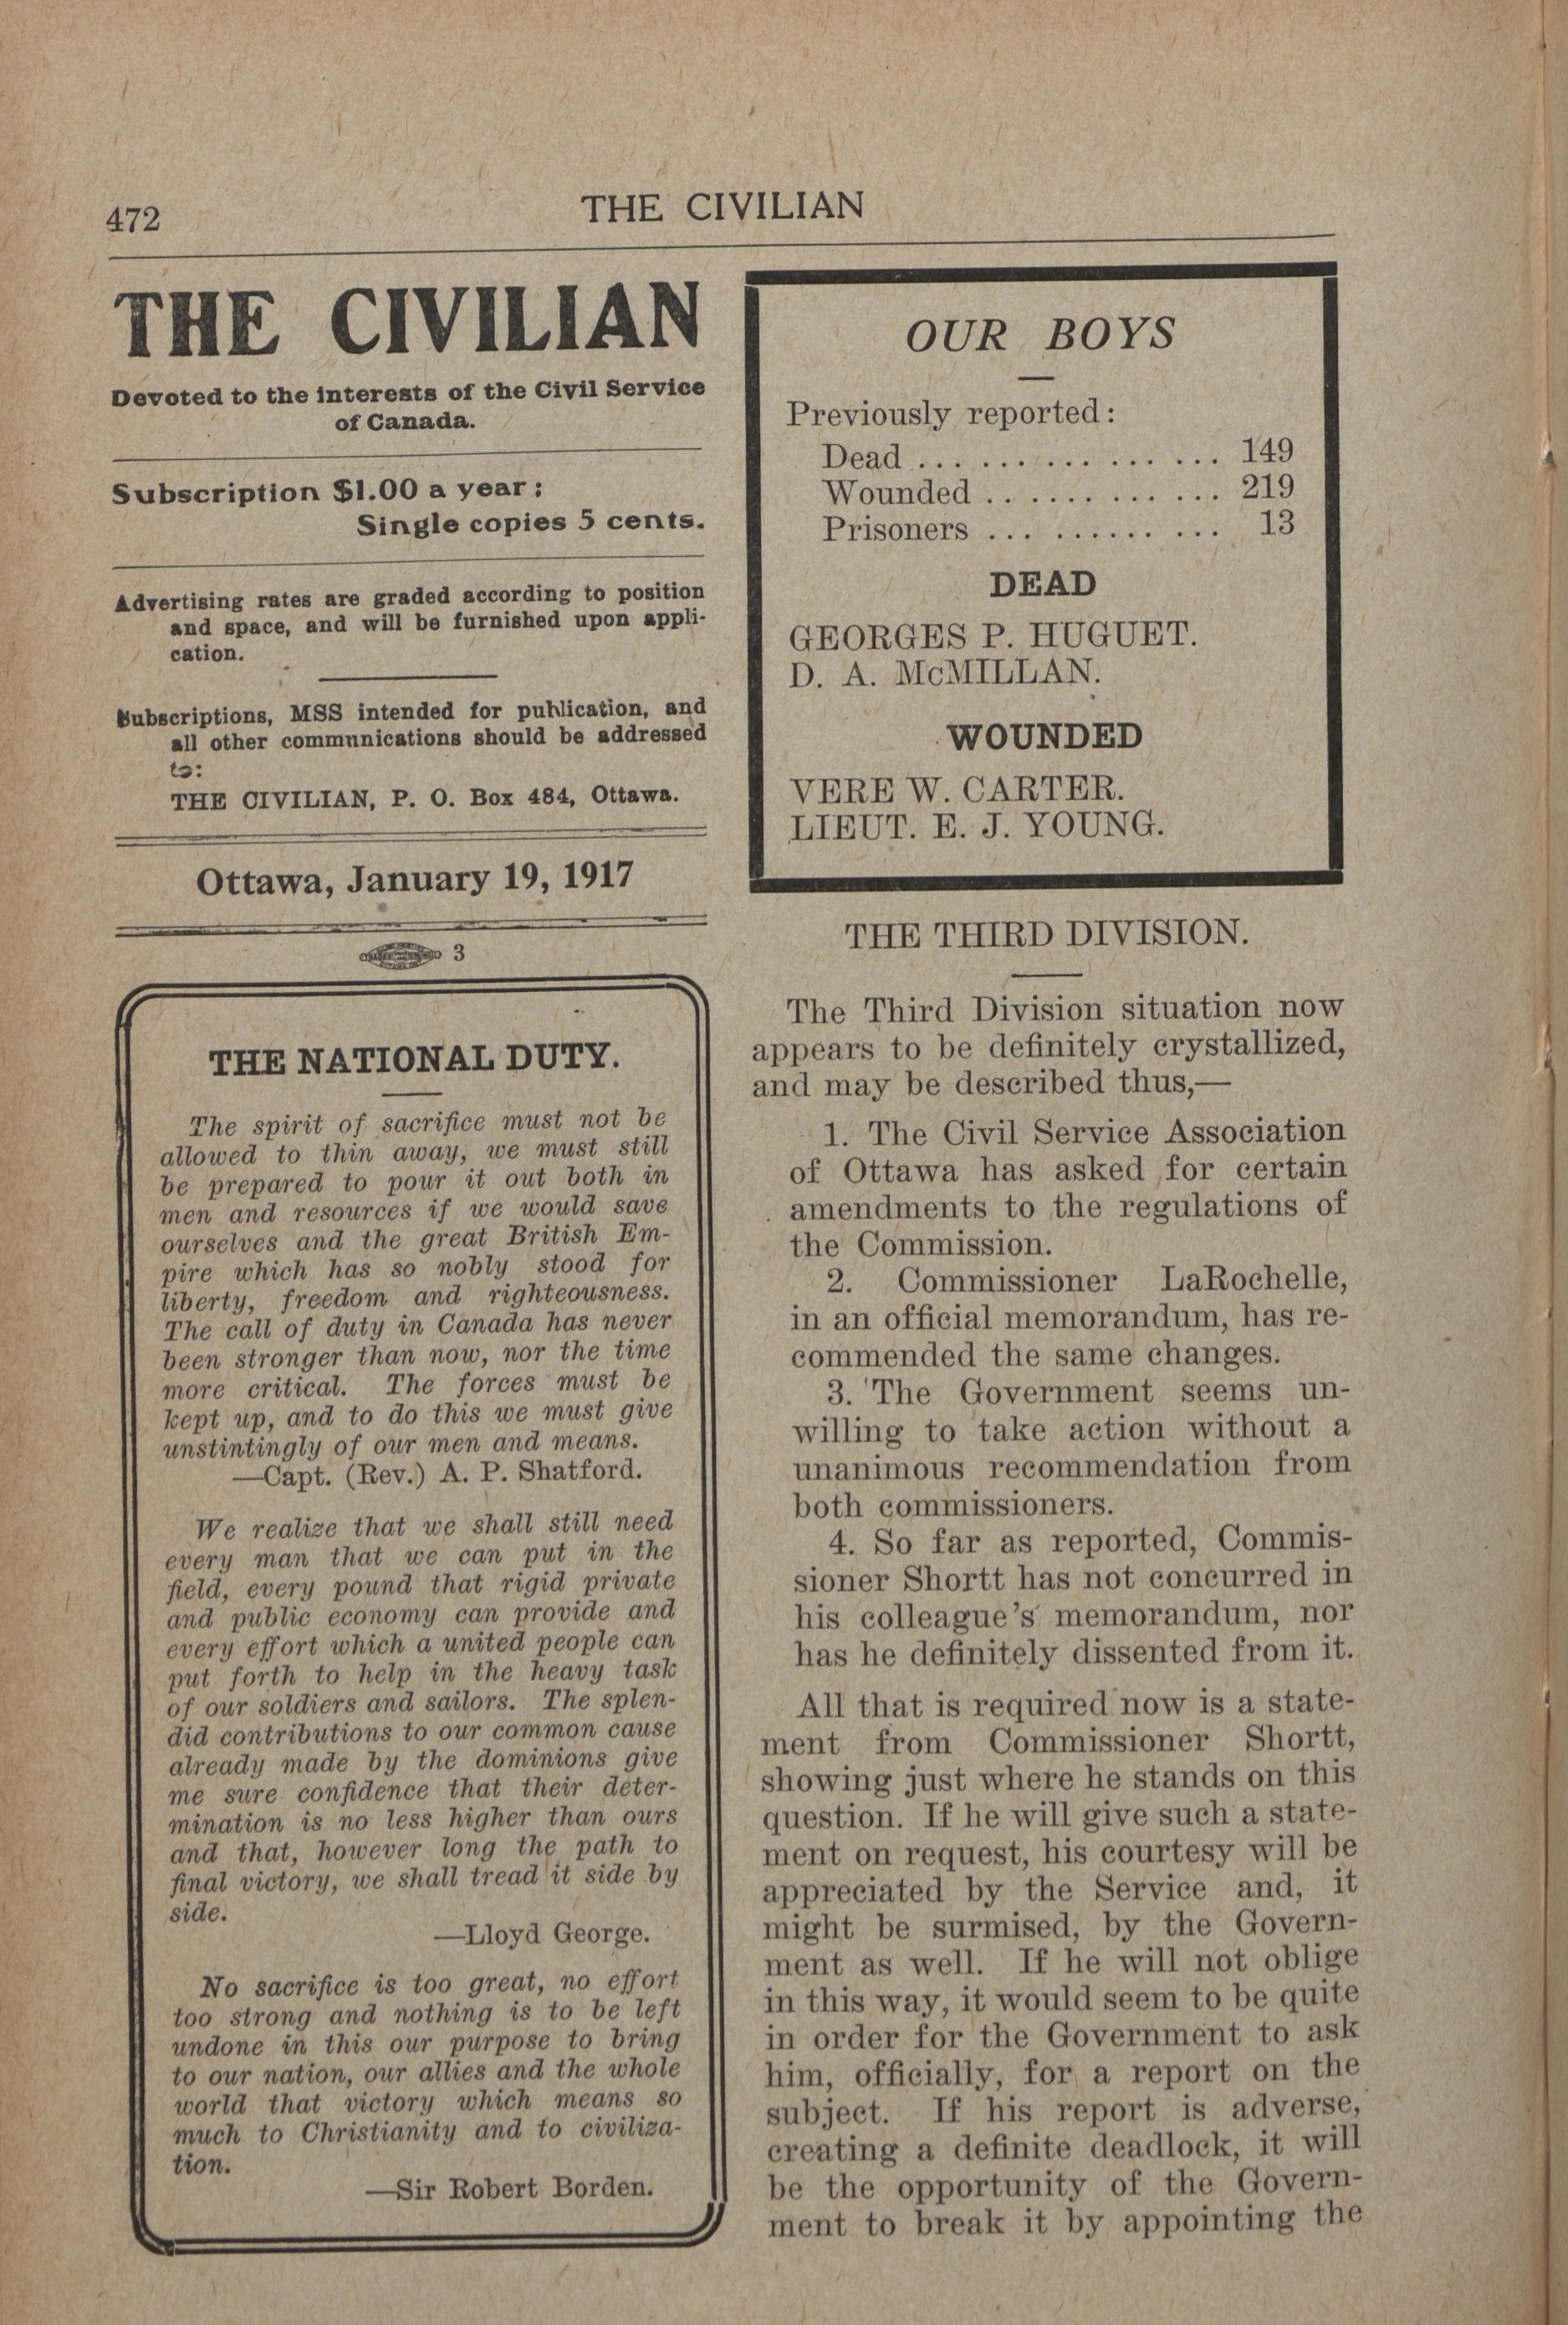 472
THE CIVILIAN
THE CIVILIAN
Devoted to the interests of the Civil Service
of Canada.
Subscription $1.00 a year;
Single copies 5 cents.
Advertising rates are graded according to position
and space, and will be furnished upon appli-
cation.
Subscriptions, MSS intended for publication, and
all other communications should be addressed
to:
THE CIVILIAN, P. O. Box 484, Ottawa.
Ottawa, January 19, 1917
3
THE NATIONAL DUTY.
The spirit of sacrifice must not be
allowed to thin away, we must still
be prepared to pour it out both in
men and resources if we would save
ourselves and the great British Em-
pire which has so nobly stood for
liberty, freedom and righteousness.
The call of duty in Canada has never
been stronger than now, nor the time
more critical. The forces must be
kept up, and to do this we must give
unstintingly of our men and means.
—Capt. (Rev.) A. P. Shatford.
We realize that we shall still need
every man that we can put in the
field, every pound that rigid private
and public economy can provide and
every effort which a united people can
put forth to help in the heavy task
of our soldiers and sailors. The splen-
did contributions to our common cause
already made by the dominions give
me sure confidence that their deter-
mination is no less higher than ours
and that, however long the path to
final victory, we shall tread it side by
side.
—Lloyd George.
No sacrifice is too great, no effort
too strong and nothing is to be left
undone in this our purpose to bring
to our nation, our allies and the whole
world that victory which means so
much to Christianity and to civiliza-
tion.
—Sir Robert Borden.
OUR BOYS
Previously reported:
Dead ... ... ... ... ... 149
Wounded ... ... ... ... 219
Prisoners ... ... ... ... 13
DEAD
GEORGES P. HUGUET.
D. A. McMILLAN.
WOUNDED
VERE W. CARTER.
LIEUT. E. J. YOUNG.
THE THIRD DIVISION.
The Third Division situation now
appears to be definitely crystallized,
and may be described thus,—
1. The Civil Service Association
of Ottawa has asked for certain
amendments to the regulations of
the Commission.
2. Commissioner LaRochelle,
in an official memorandum, has re-
commended the same changes.
3. The Government seems un-
willing to take action without a
unanimous recommendation from
both commissioners.
4. So far as reported, Commis-
sioner Shortt has not concurred in
his colleague's memorandum, nor
has he definitely dissented from it.
All that is required now is a state-
ment from Commissioner Shortt,
showing just where he stands on this
question. If he will give such a state-
ment on request, his courtesy will be
appreciated by the Service and, it
might be surmised, by the Govern-
ment as well. If he will not oblige
in this way, it would seem to be quite
in order for the Government to ask
him, officially, for a report on the
subject. If his report is adverse,
creating a definite deadlock, it will
be the opportunity of the Govern-
ment to break it by appointing the